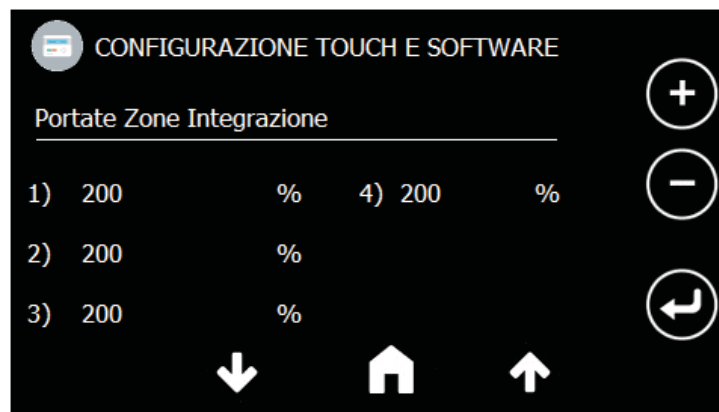 CONFIGURAZIONE TOUCH E SOFTWARE
Portate Zone Integrazione
1) 200 % 4) 200 %
2) 200 %
3) 200 %